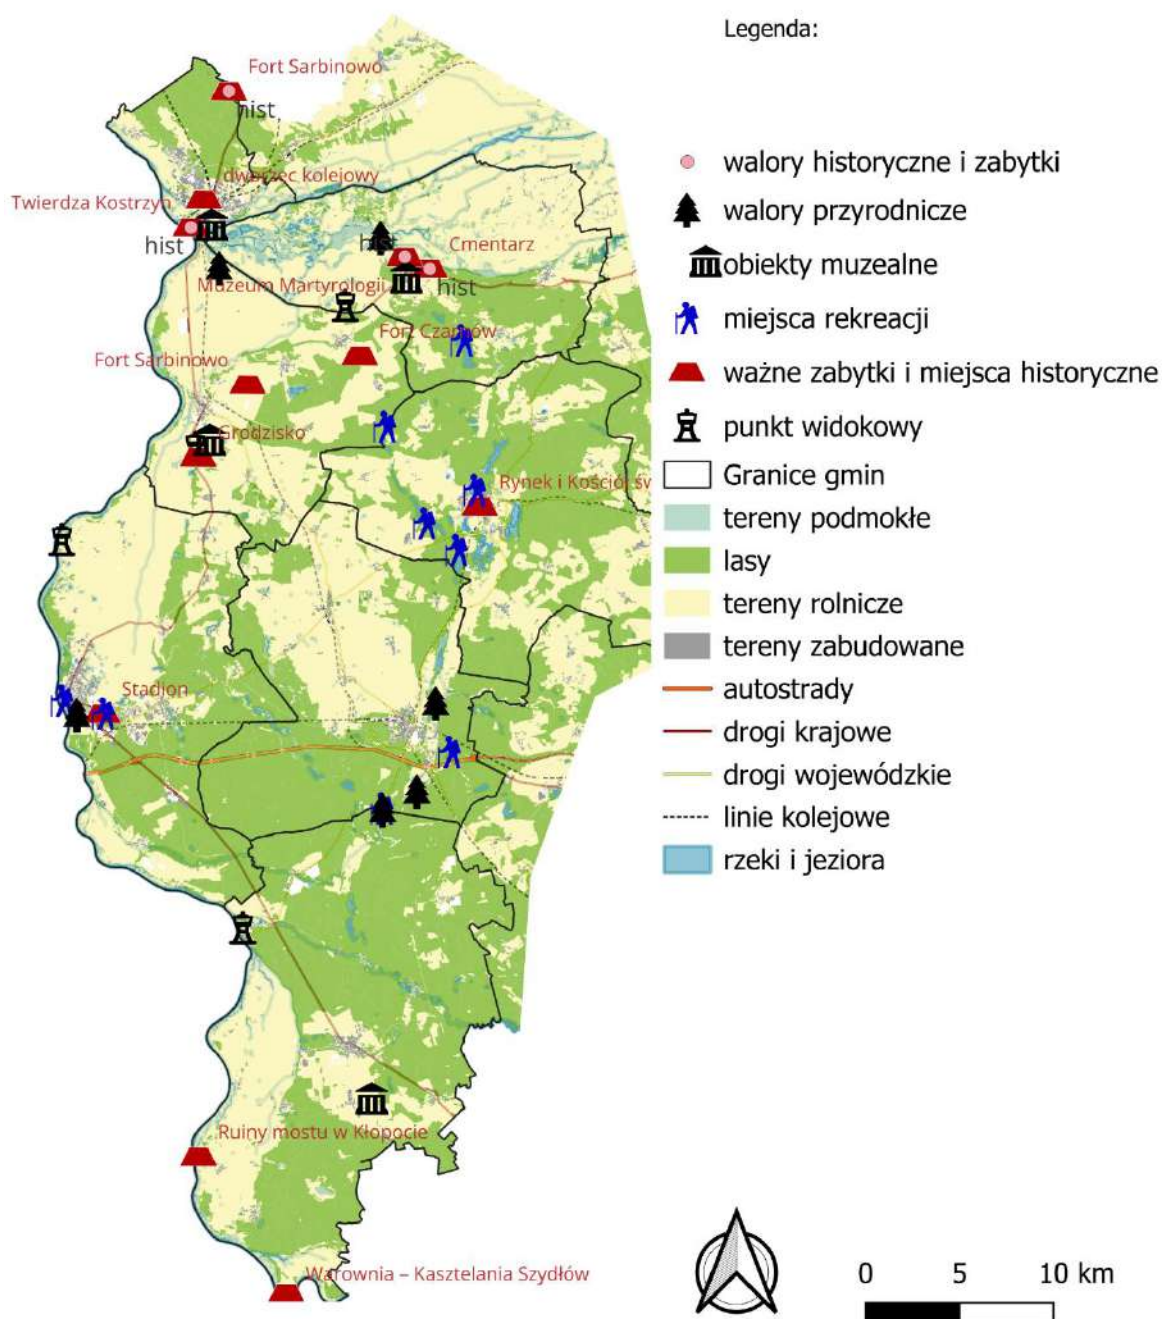 Legenda:
Fort Sarbinowo
hist
dworzec kolejowy
Twierdza Kostrzyn
hist
hist
Cmentarz
Muzeum Martyrologii
hist
Fort Czarnów
Fort Sarbinowo
Grodzisko
Rynek i Kościół św
Stadion
Ruiny mostu w Kłopocie
Warownia – Kasztelania Szydłów
walory historyczne i zabytki
walory przyrodnicze
obiekty muzealne
miejsca rekreacji
ważne zabytki i miejsca historyczne
punkt widokowy
Granice gmin
tereny podmokłe
lasy
tereny rolnicze
tereny zabudowane
autostrady
drogi krajowe
drogi wojewódzkie
linie kolejowe
rzeki i jeziora
0 5 10 km